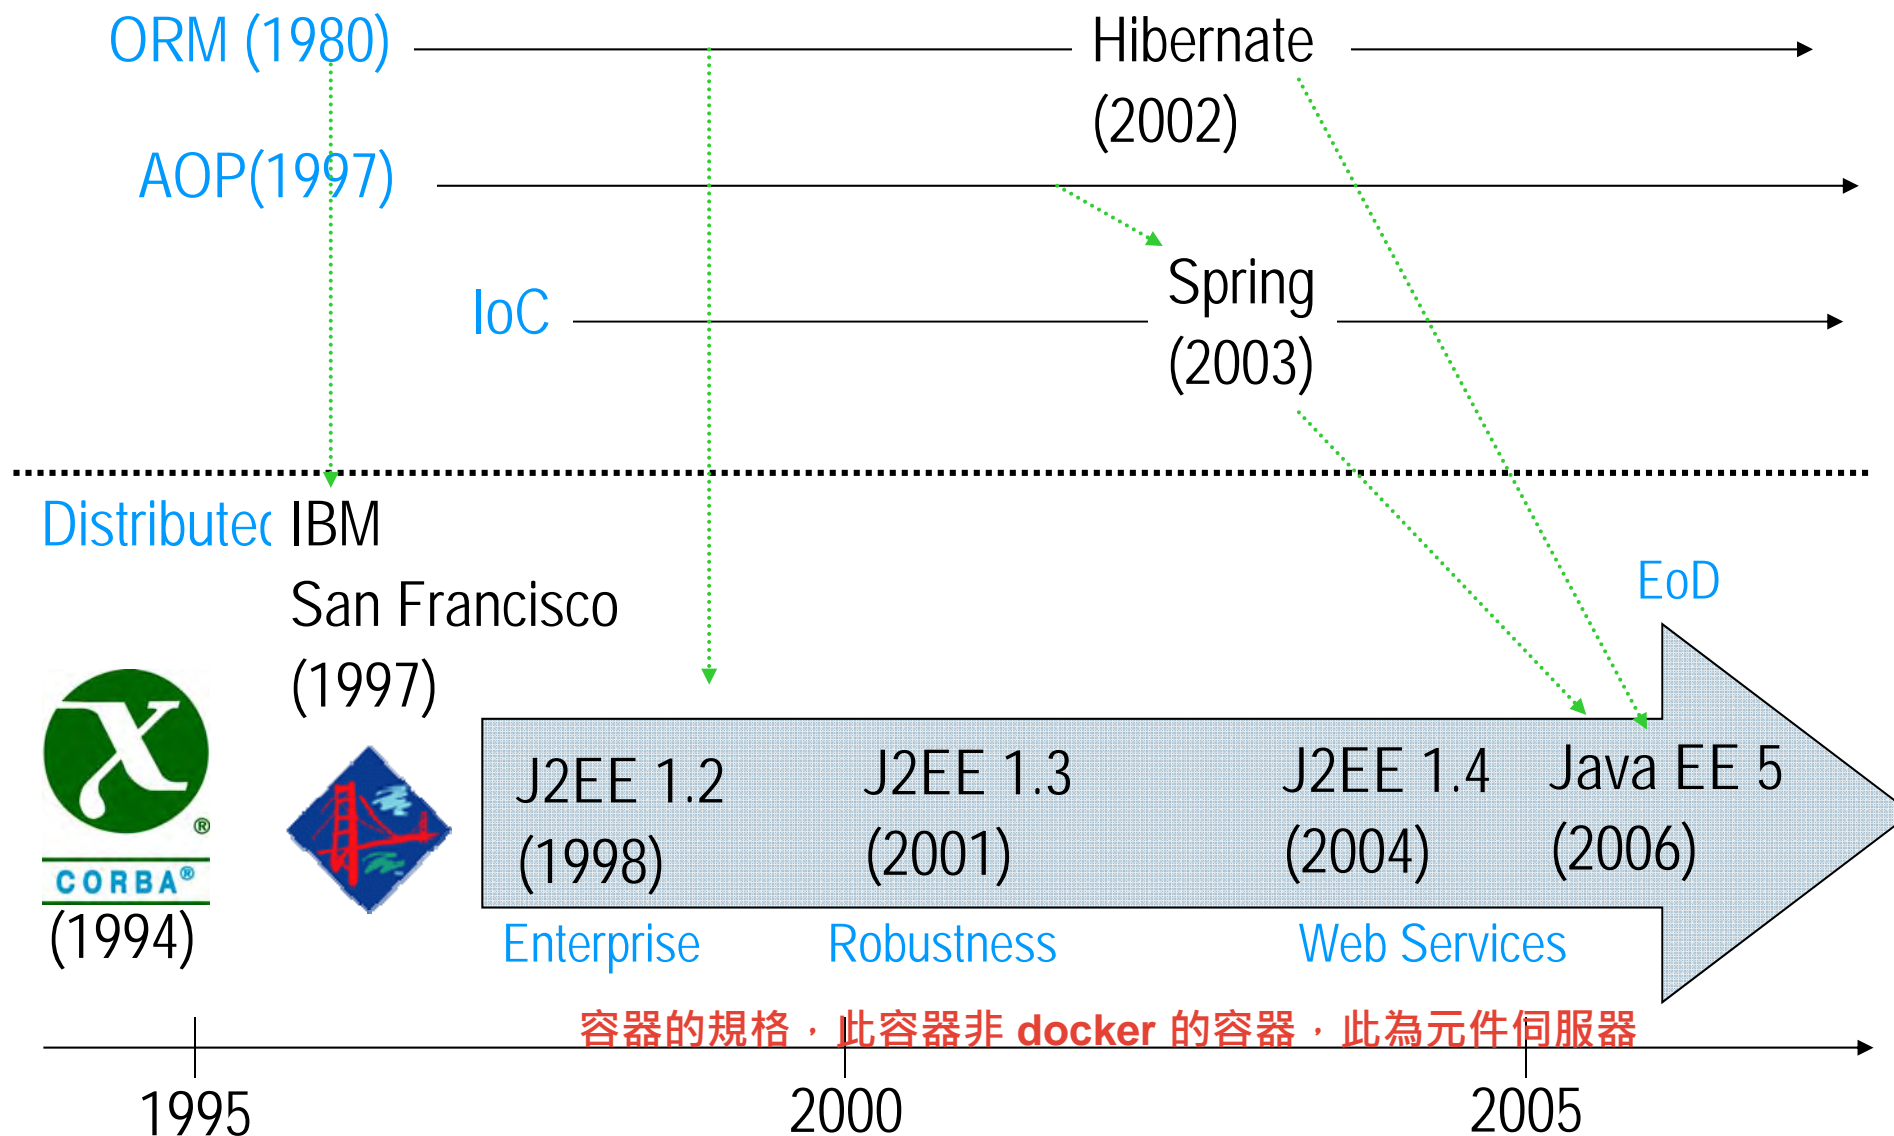 ORM (1980)
Hibernate
(2002)
AOP(1997)
Spring
IoC
(2003)
Distributed
IBM
San Francisco
(1997)
EoD
CORBA®
(1994)
J2EE 1.2
(1998)
J2EE 1.3
(2001)
J2EE 1.4
(2004)
Java EE 5
(2006)
Enterprise
Robustness
Web Services
容器的規格，此容器非 docker 的容器，此為元件伺服器
1995
2000
2005